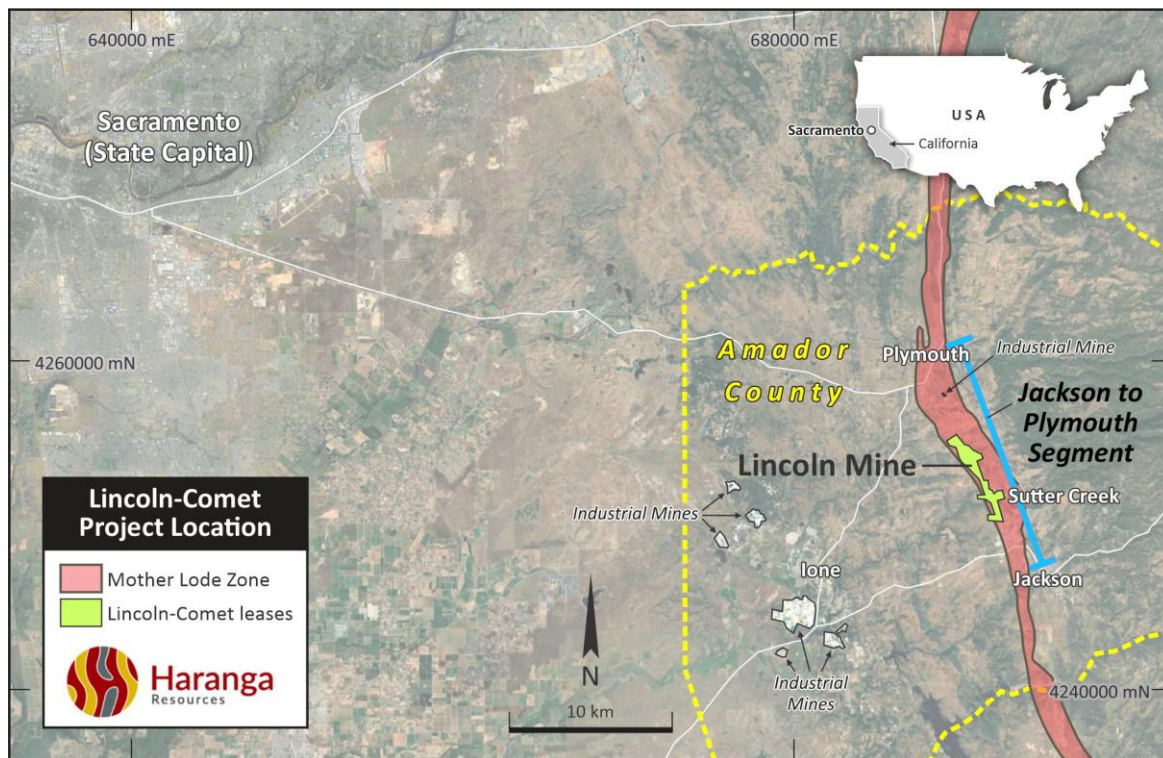 640000 mE
680000 mE
Sacramento
(State Capital)
USA
Sacramento
California
4260000 mN
Plymouth
Industrial Mine
Amador
County
Jackson to
Plymouth
Segment
Lincoln Mine
Sutter Creek
Industrial Mines
Ione
Jackson
Lincoln-Comet
Project Location
Mother Lode Zone
Lincoln-Comet leases
Haranga
Resources
N
10 km
Industrial
Mines
4240000 mN